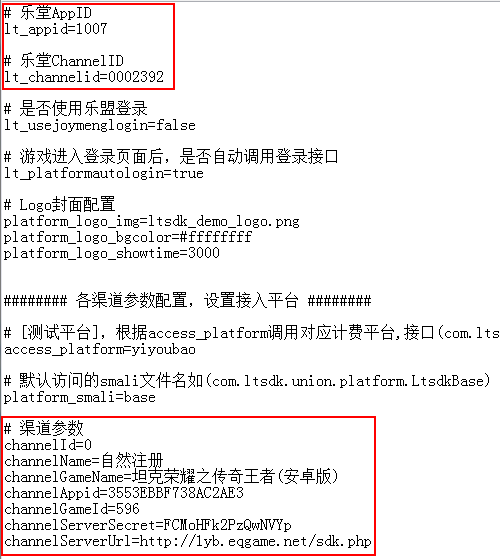 # 乐堂AppID
lt_appid=1007
# 乐堂ChannelID
lt_channelid=0002392
# 是否使用乐盟登录
lt_usejoymenglogin=false
# 游戏进入登录页面后，是否自动调用登录接口
lt_platformautologin=true
# Logo封面配置
platform_logo_img=ltsdk_demo_logo.png
platform_logo_bgcolor=#ffffffff
platform_logo_showtime=3000
######## 各渠道参数配置，设置接入平台 ########
# [测试平台]，根据access_platform调用对应计费平台,接口(com.lts
access_platform=yiyoubao
# 默认访问的smali文件名如(com.ltsdk.union.platform.LtsdkBase)
platform_smali=base
# 渠道参数
channelId=0
channelName=自然注册
channelGameName=坦克荣耀之传奇王者(安卓版)
channelAppid=3553EBBF738AC2AE3
channelGameId=596
channelServerSecret=FCMoHFk2PzQwNVYp
channelServerUrl=http://1yb.eqgame.net/sdk.php